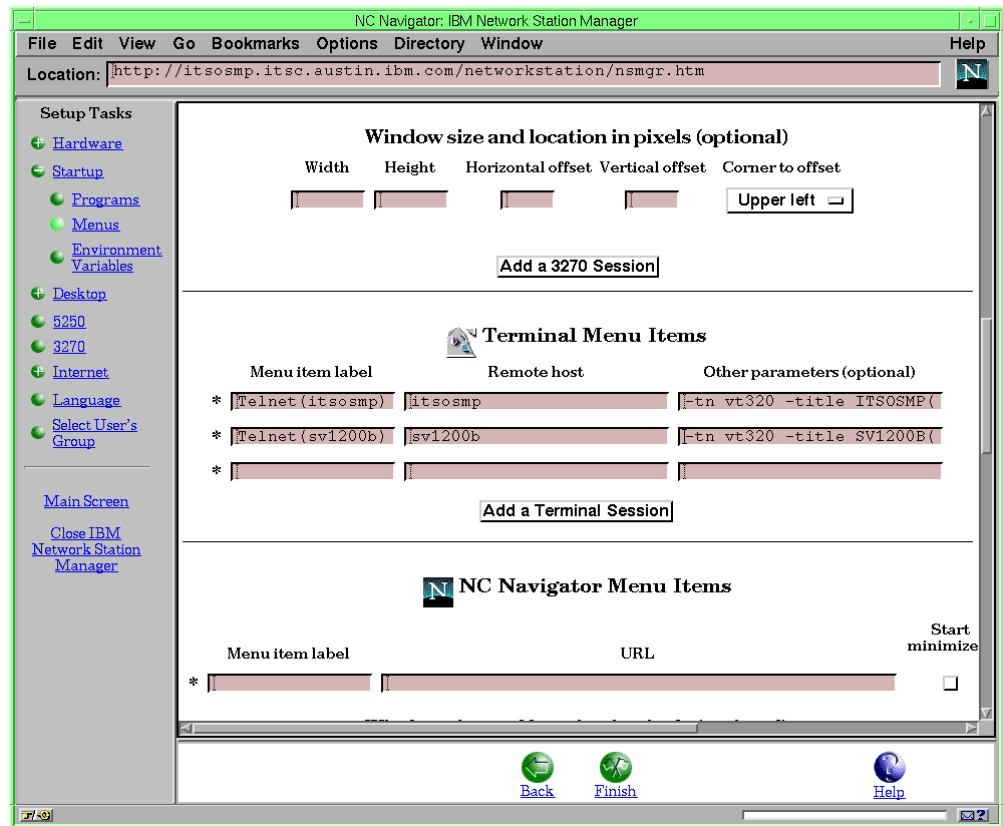 NC Navigator: IBM Network Station Manager
File Edit View Go Bookmarks Options Directory Window Help
Location: http://itsosmp.itsc.austin.ibm.com/networkstation/nsmgr.htm
N
Setup Tasks
Hardware
Startup
Programs
Menus
Environment
Variables
Desktop
5250
3270
Internet
Language
Select User's
Group
Main Screen
Close IBM
Network Station
Manager
Window size and location in pixels (optional)
Width Height Horizontal offset Vertical offset Corner to offset
Upper left
Add a 3270 Session
Terminal Menu Items
Menu item label Remote host Other parameters (optional)
* Telnet(itsosmp) itsosmp -tn vt320 -title ITSOSMP(
* Telnet(sv1200b) sv1200b -tn vt320 -title SV1200B(
*
Add a Terminal Session
N NC Navigator Menu Items
Start
Menu item label URL minimize
*
Back Finish Help